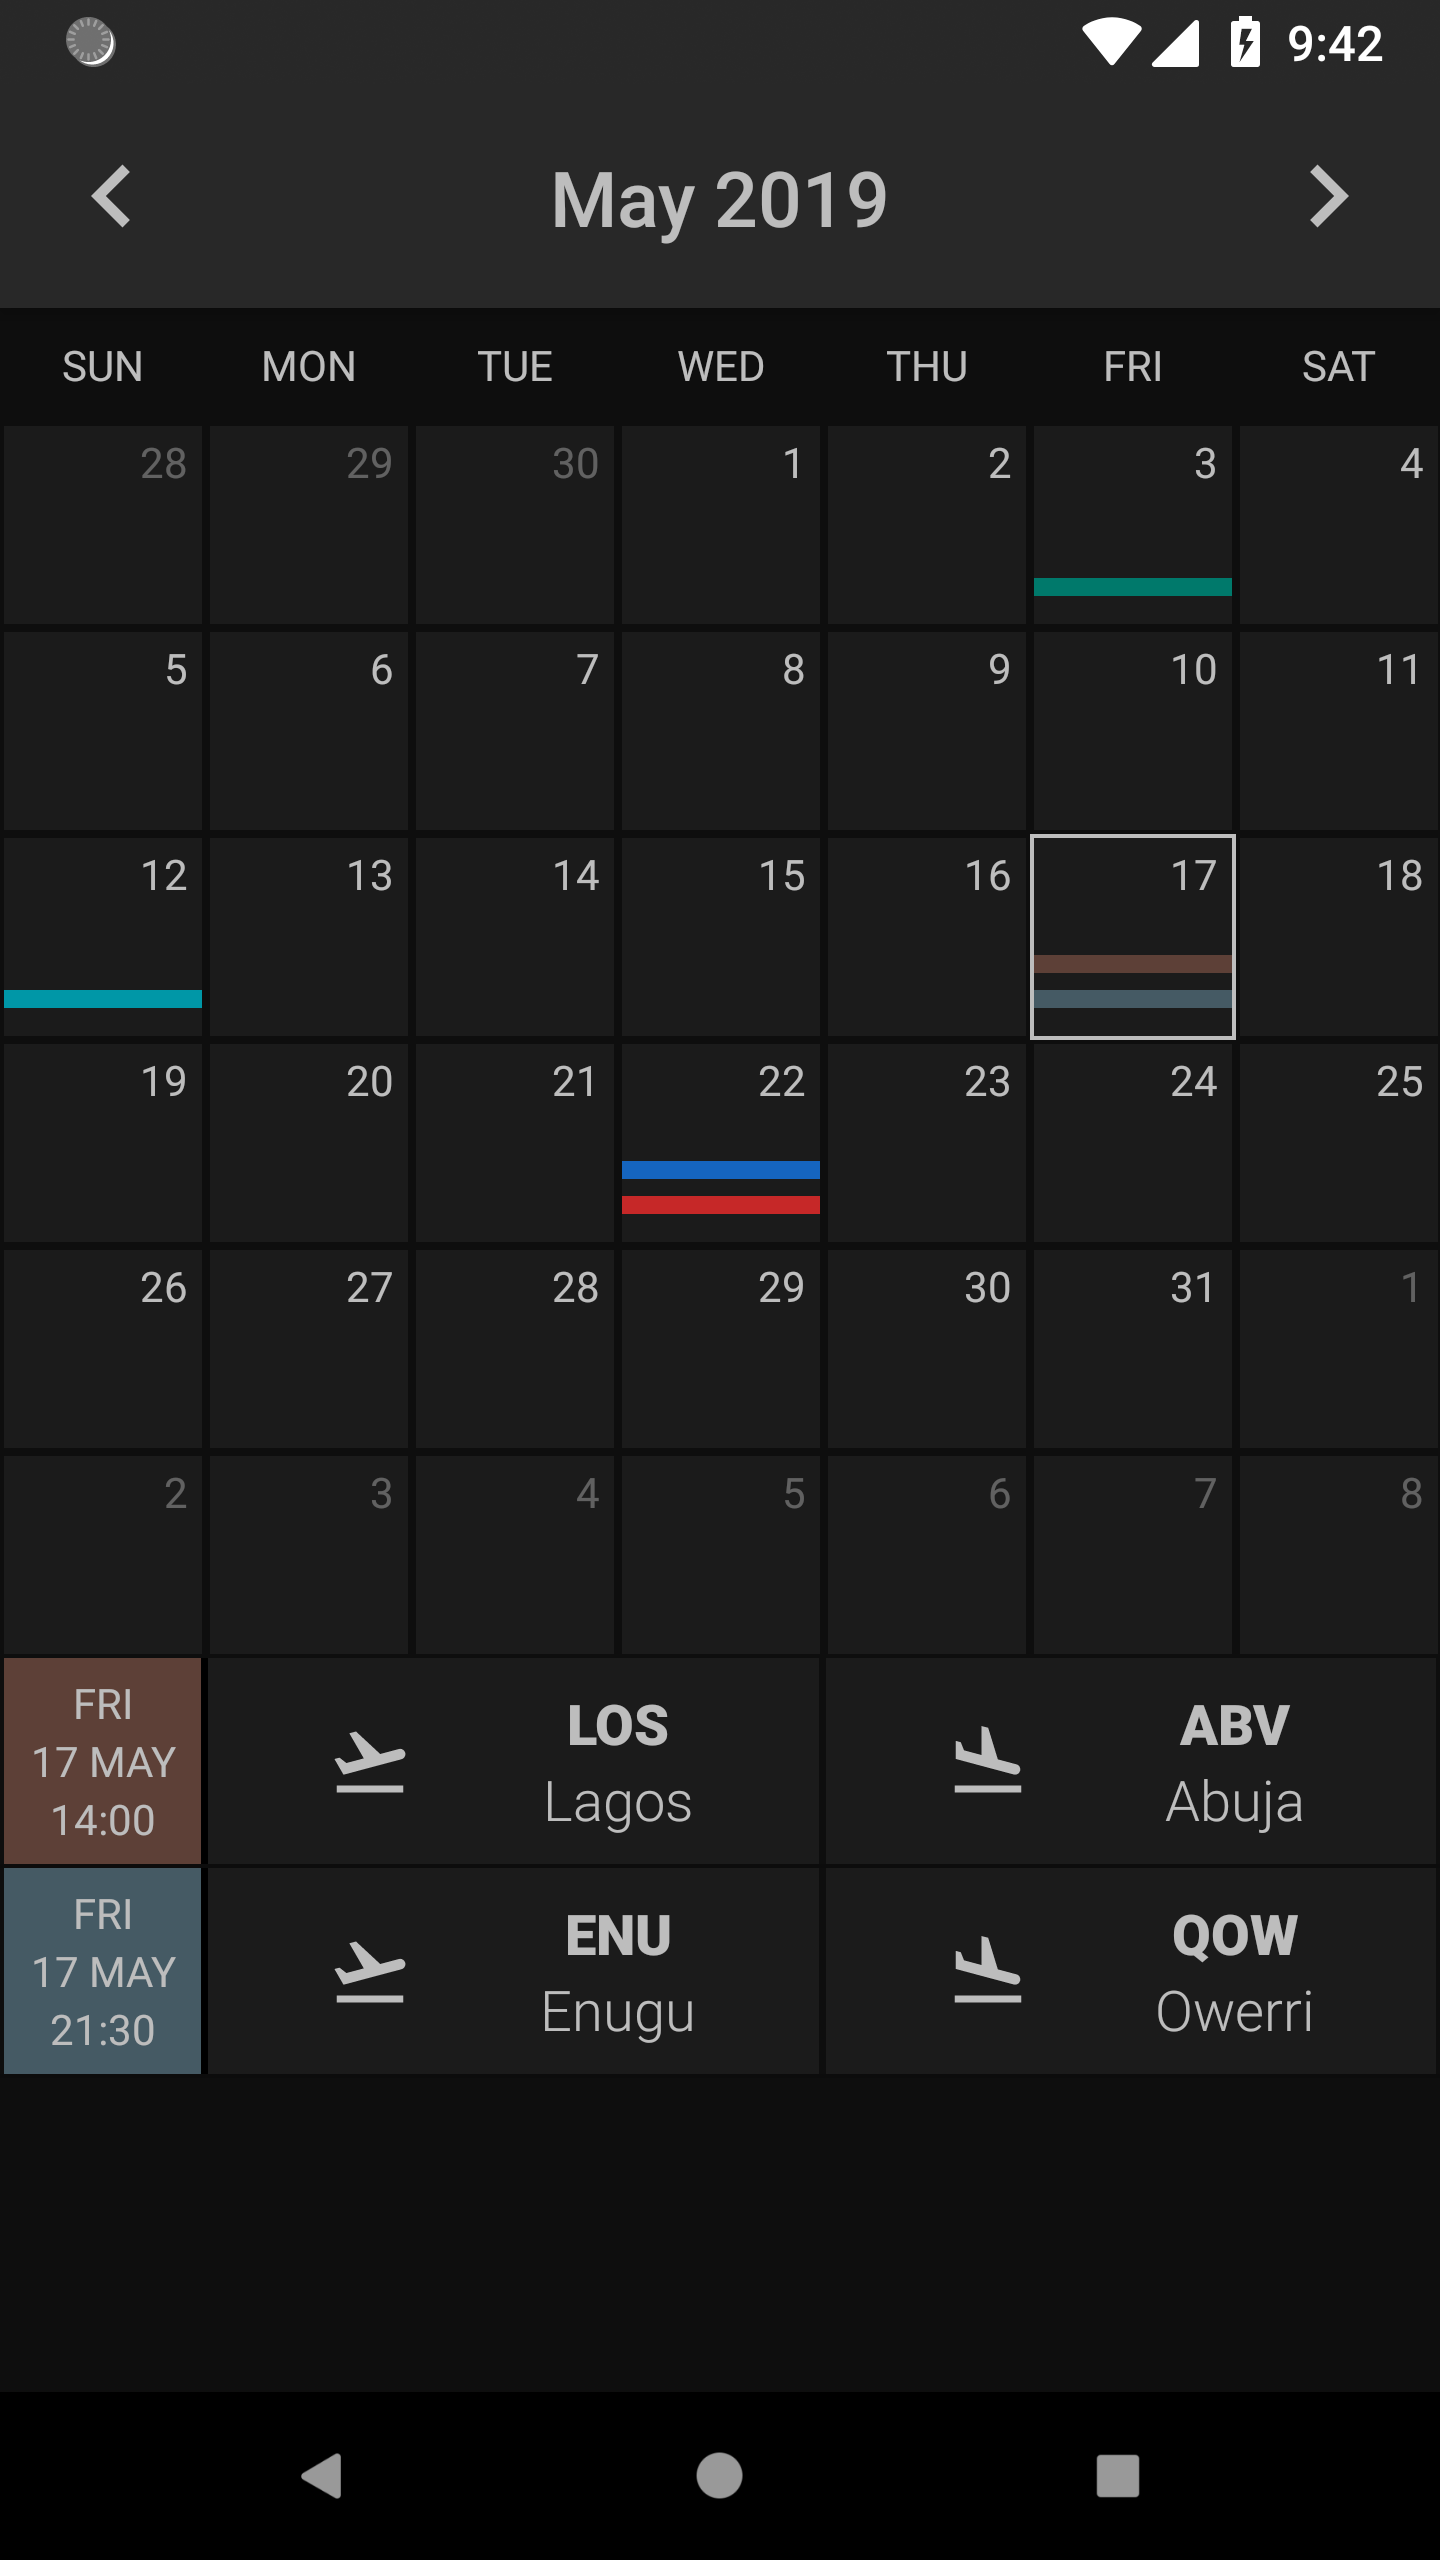 9:42
May 2019
SUN MON TUE WED THU FRI SAT
28 29 30 1 2 3 4
5 6 7 8 9 10 11
12 13 14 15 16 17 18
19 20 21 22 23 24 25
26 27 28 29 30 31 1
2 3 4 5 6 7 8
FRI
17 MAY
14:00
LOS
Lagos
ABV
Abuja
FRI
17 MAY
21:30
ENU
Enugu
QOW
Owerri